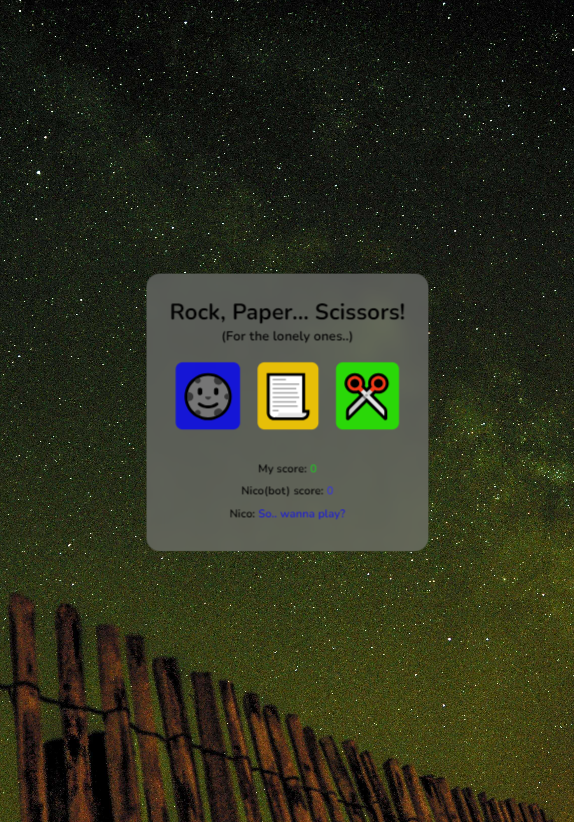 Rock, Paper... Scissors!
(For the lonely ones..)
My score: 0
Nico(bot) score: 0
Nico: So.. wanna play?